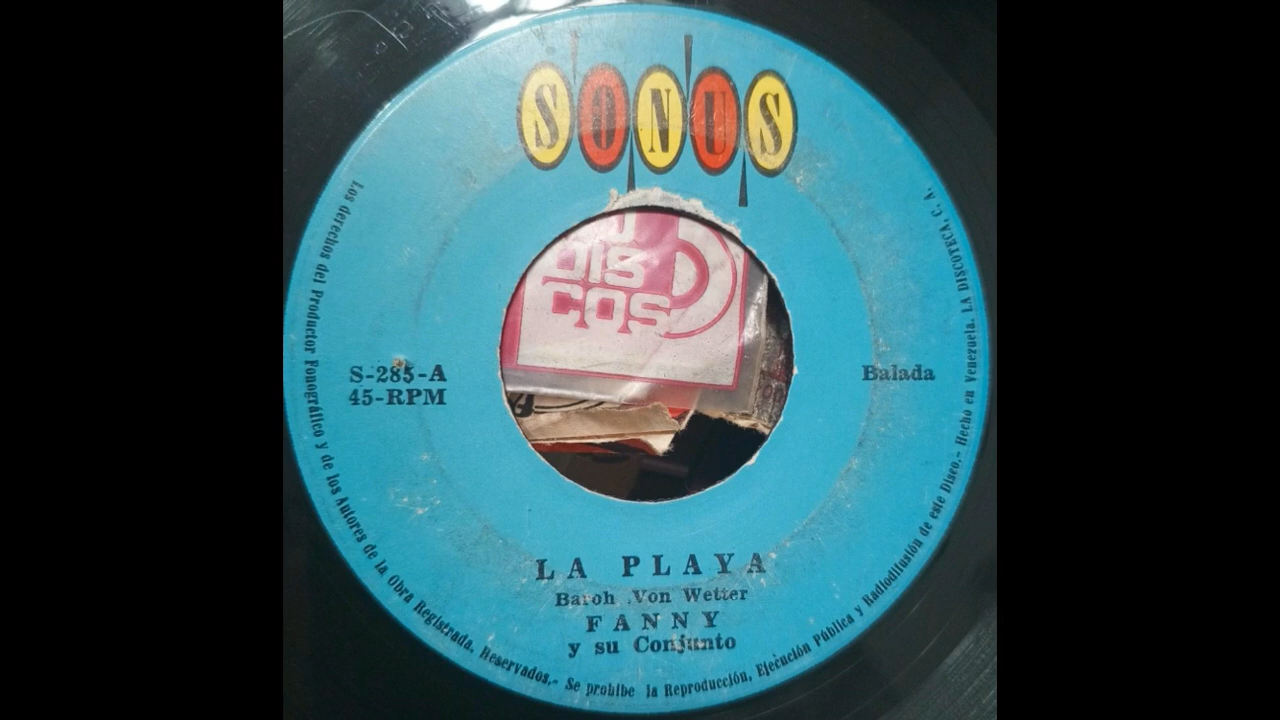 SONUS
DIS
COS
S-285-A
45-RPM
Balada
LA PLAYA
Baroh Von Wetter
FANNY
y su Conjunto
Los derechos del Productor Fonográfico y de los Autores de la Obra Registrada. Reservados,- Se prohibe la Reproducción, Ejecución Pública y Radiodifusión de este Disco.- Hecho en Venezuela. LA DISCOTECA, C. A.